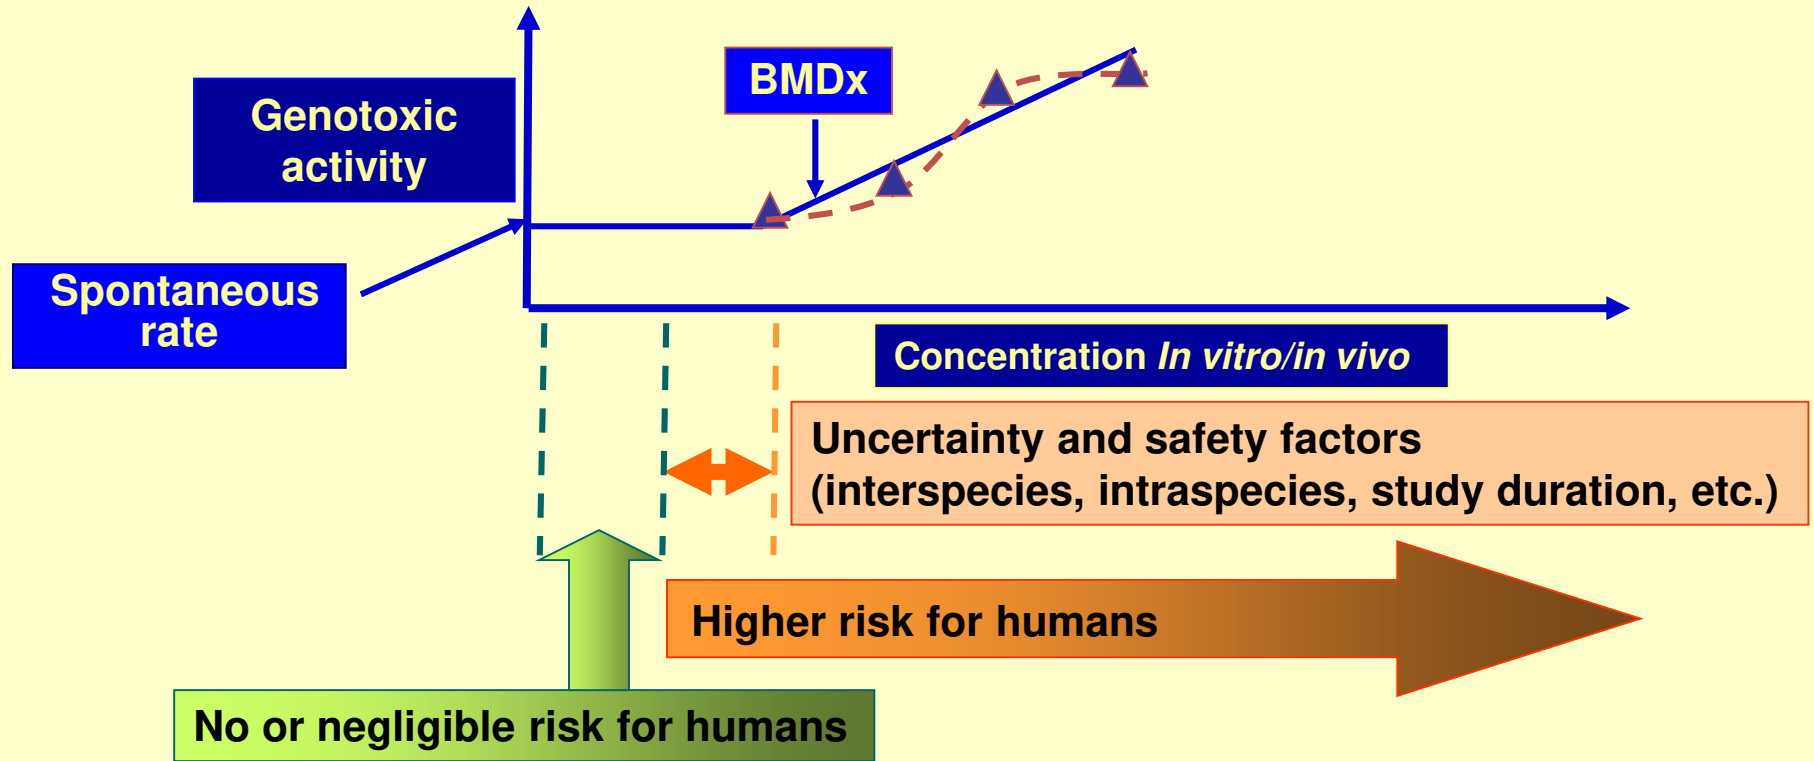 BMDx
Genotoxic
activity
Spontaneous
rate
Concentration In vitro/in vivo
Uncertainty and safety factors
(interspecies, intraspecies, study duration, etc.)
Higher risk for humans
No or negligible risk for humans